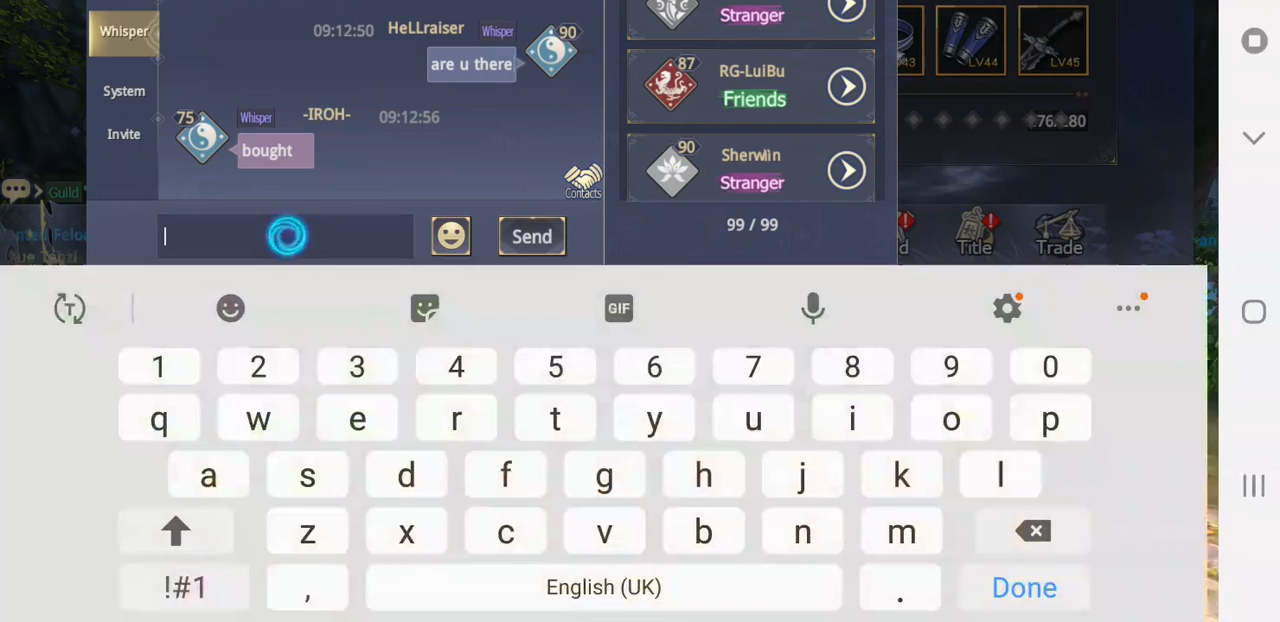 Whisper
System
Invite
09:12:50 HeLLraiser Whisper 90
are u there
75 Whisper -IROH- 09:12:56
bought
Contacts
Guild
Send
Stranger
87 RG-LuiBu
Friends
90 Sherwiin
Stranger
99 / 99
43 LV44 LV45
Title Trade
GIF
1 2 3 4 5 6 7 8 9 0
q w e r t y u i o p
a s d f g h j k l
z x c v b n m
!#1 , English (UK) . Done